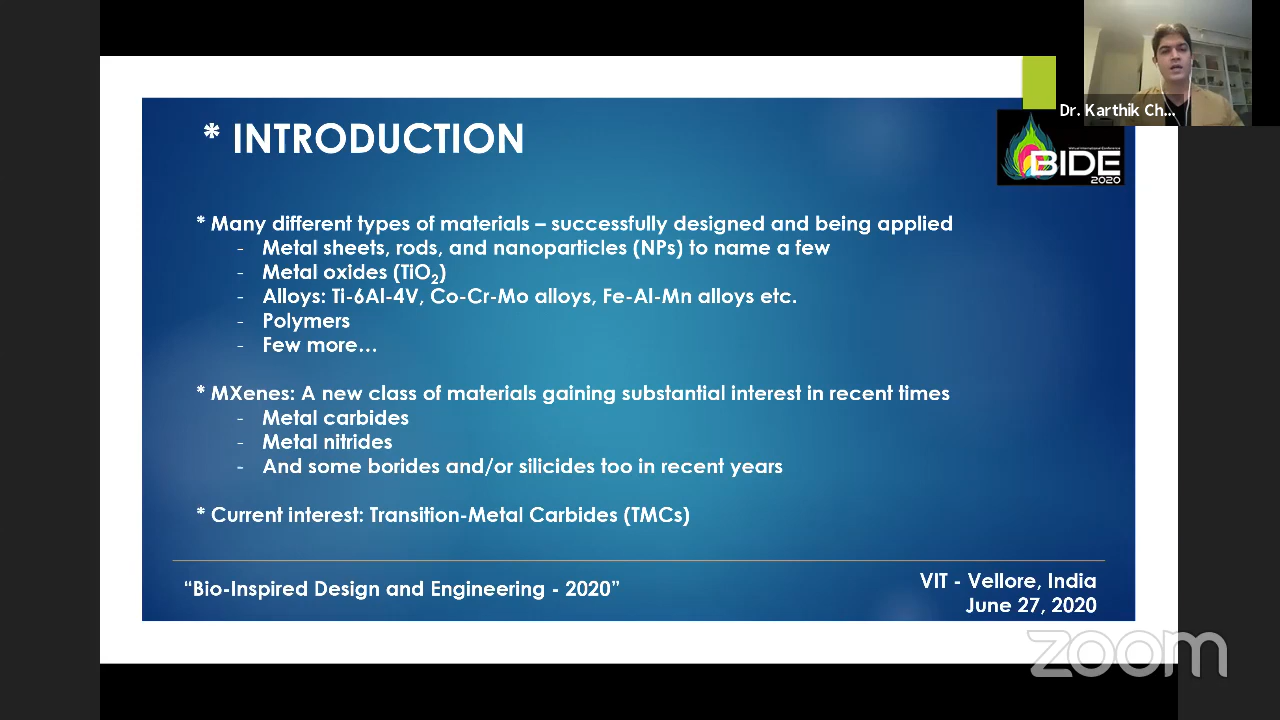 Dr. Karthik Ch...
Virtual International Conference
BIDE
2020
* INTRODUCTION
* Many different types of materials – successfully designed and being applied
- Metal sheets, rods, and nanoparticles (NPs) to name a few
- Metal oxides (TiO₂)
- Alloys: Ti-6Al-4V, Co-Cr-Mo alloys, Fe-Al-Mn alloys etc.
- Polymers
- Few more…
* MXenes: A new class of materials gaining substantial interest in recent times
- Metal carbides
- Metal nitrides
- And some borides and/or silicides too in recent years
* Current interest: Transition-Metal Carbides (TMCs)
“Bio-Inspired Design and Engineering - 2020”
VIT - Vellore, India
June 27, 2020
zoom